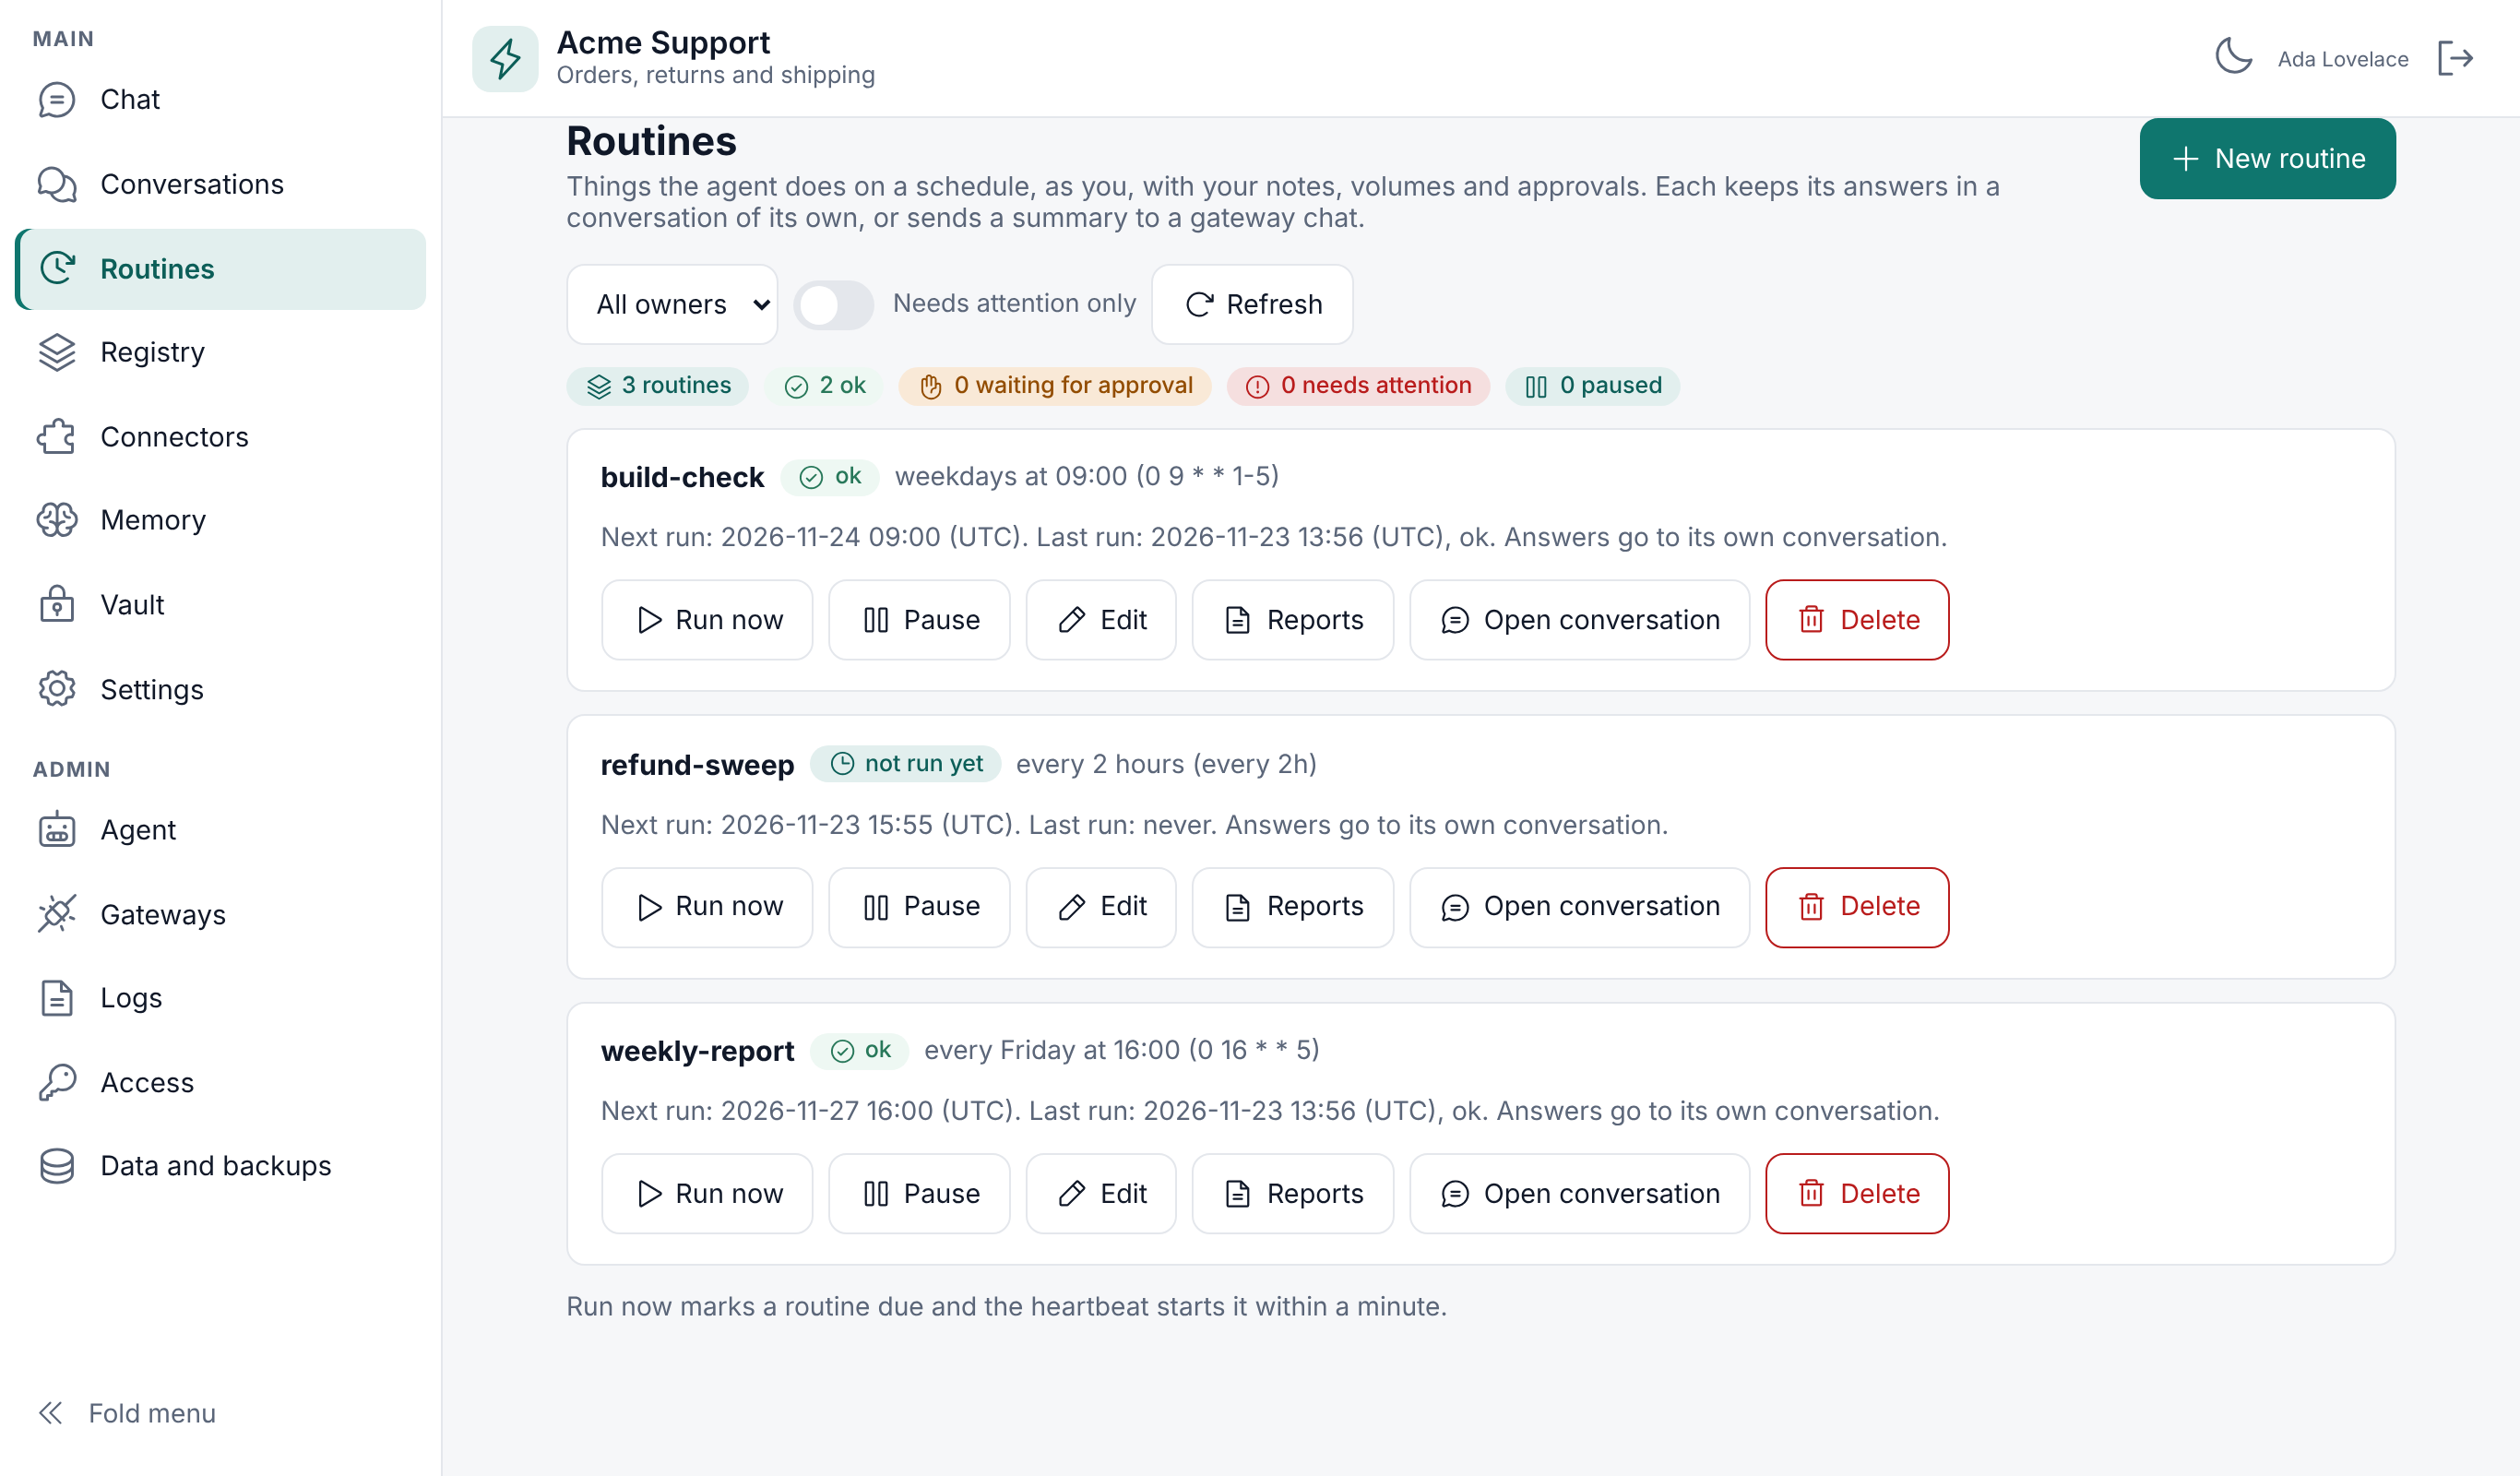 MAIN
Chat
Conversations
Routines
Registry
Connectors
Memory
Vault
Settings
ADMIN
Agent
Gateways
Logs
Access
Data and backups
Fold menu
Acme Support
Orders, returns and shipping
Ada Lovelace
Routines
Things the agent does on a schedule, as you, with your notes, volumes and approvals. Each keeps its answers in a
conversation of its own, or sends a summary to a gateway chat.
New routine
All owners Needs attention only Refresh
3 routines 2 ok 0 waiting for approval 0 needs attention 0 paused
build-check ok weekdays at 09:00 (0 9 * * 1-5)
Next run: 2026-11-24 09:00 (UTC). Last run: 2026-11-23 13:56 (UTC), ok. Answers go to its own conversation.
Run now Pause Edit Reports Open conversation Delete
refund-sweep not run yet every 2 hours (every 2h)
Next run: 2026-11-23 15:55 (UTC). Last run: never. Answers go to its own conversation.
Run now Pause Edit Reports Open conversation Delete
weekly-report ok every Friday at 16:00 (0 16 * * 5)
Next run: 2026-11-27 16:00 (UTC). Last run: 2026-11-23 13:56 (UTC), ok. Answers go to its own conversation.
Run now Pause Edit Reports Open conversation Delete
Run now marks a routine due and the heartbeat starts it within a minute.